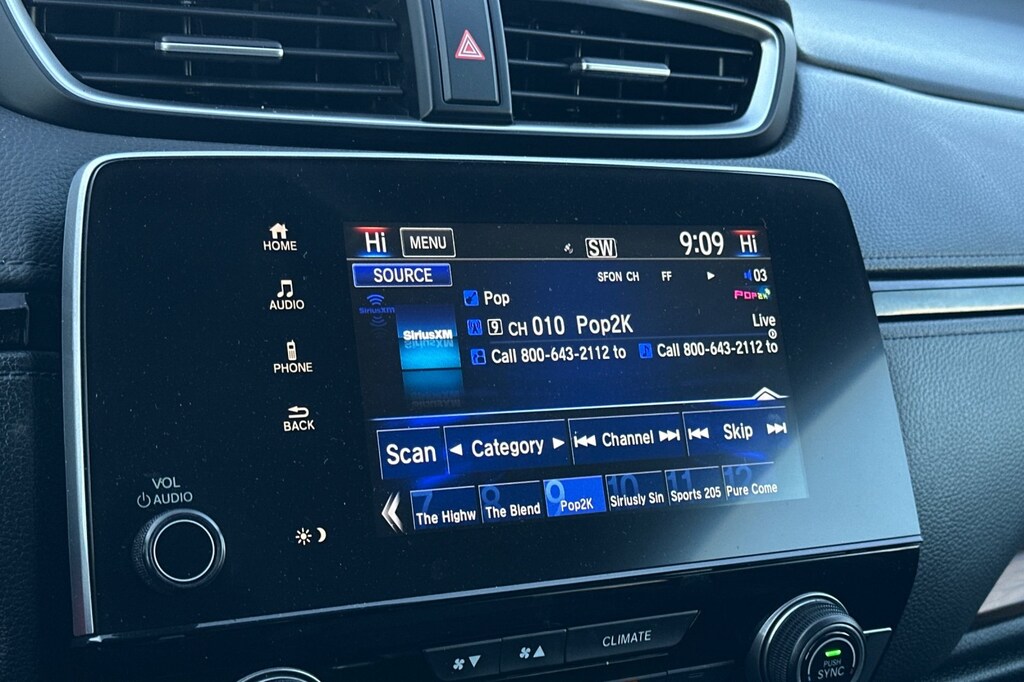 Hi MENU SW 9:09 Hi
HOME
SOURCE
SFON CH FF 03
SiriusXM
Pop
Pop2K
AUDIO
SiriusXM
9 CH 010 Pop2K Live
Call 800-643-2112 to Call 800-643-2112 to
PHONE
BACK
Scan Category Channel Skip
7 8 9 10 11 12
The Highw The Blend Pop2K Siriusly Sin Sports 205 Pure Come
VOL
AUDIO
CLIMATE
PUSH
SYNC